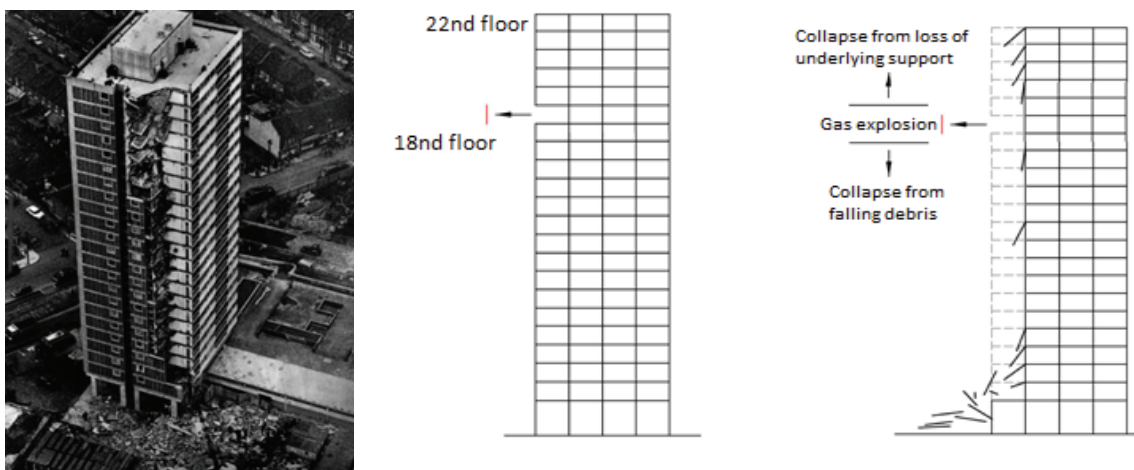 22nd floor
18nd floor
Collapse from loss of
underlying support
Gas explosion
Collapse from
falling debris